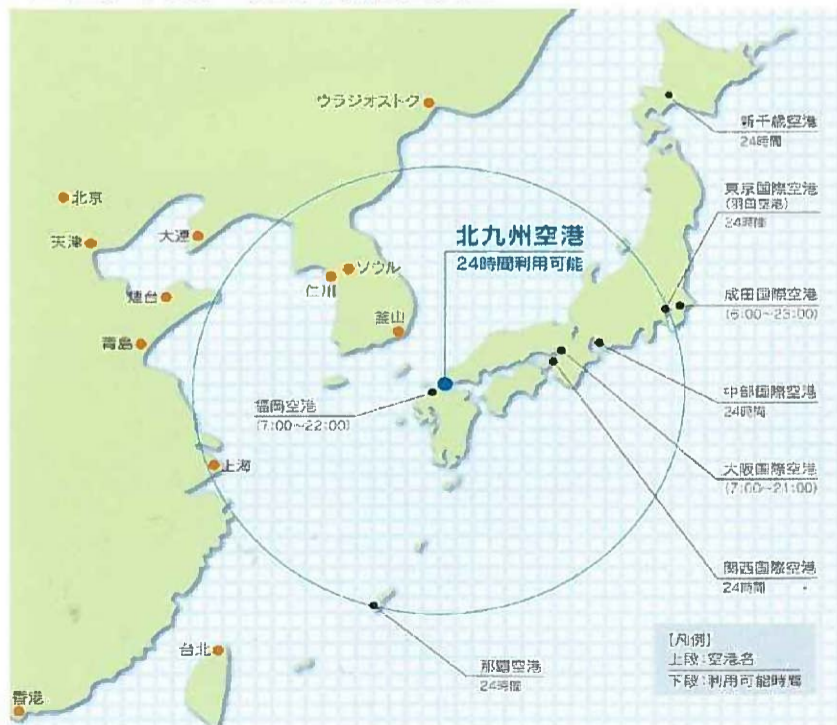 ウラジオストク
新千歳空港
24時間
北京
東京国際空港
(羽田空港)
24時間
天津
大連
北九州空港
24時間利用可能
ソウル
仁川
成田国際空港
(6:00~23:00)
煙台
釜山
青島
中部国際空港
24時間
福岡空港
(7:00~22:00)
上海
大阪国際空港
(7:00~21:00)
関西国際空港
24時間
台北
那覇空港
24時間
【凡例】
上段:空港名
下段:利用可能時間
香港